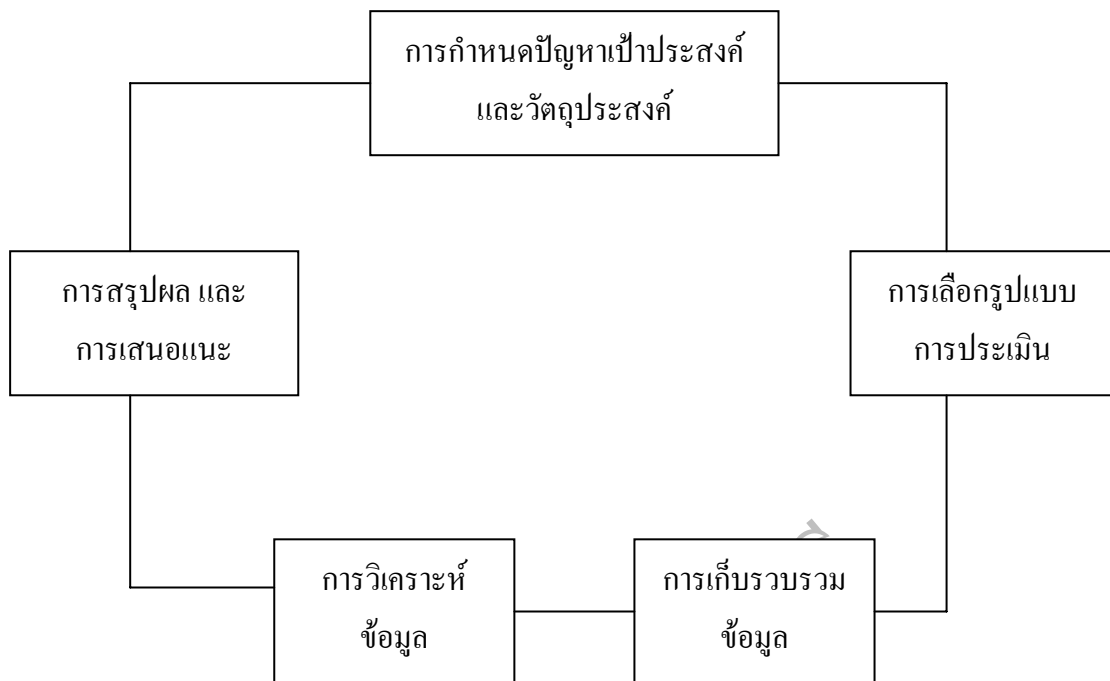 การกำหนดปัญหาเป้าประสงค์
และวัตถุประสงค์
การสรุปผล และ
การเสนอแนะ
การเลือกรูปแบบ
การประเมิน
การวิเคราะห์
ข้อมูล
การเก็บรวบรวม
ข้อมูล